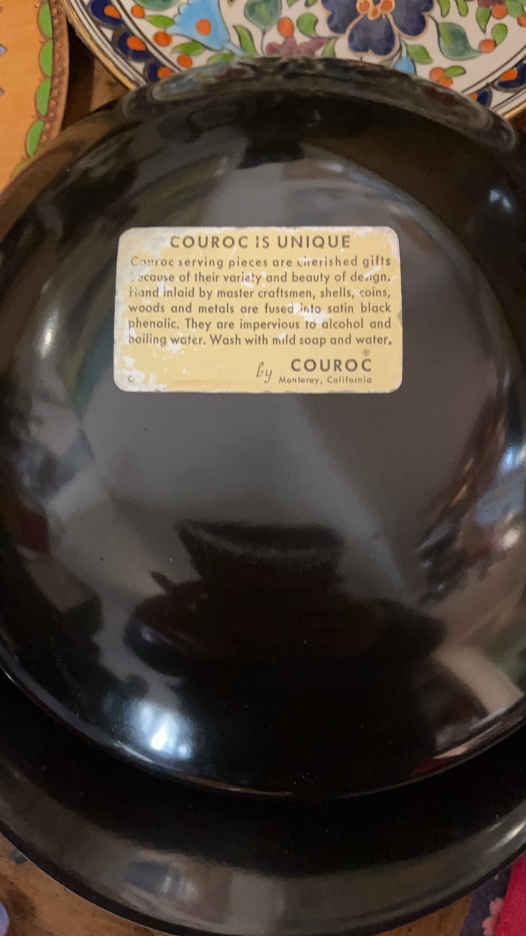 COUROC IS UNIQUE
Couroc serving pieces are cherished gifts
because of their variety and beauty of design.
Hand inlaid by master craftsmen, shells, coins,
woods and metals are fused into satin black
phenolic. They are impervious to alcohol and
boiling water. Wash with mild soap and water.
by COUROC®
Monterey, California